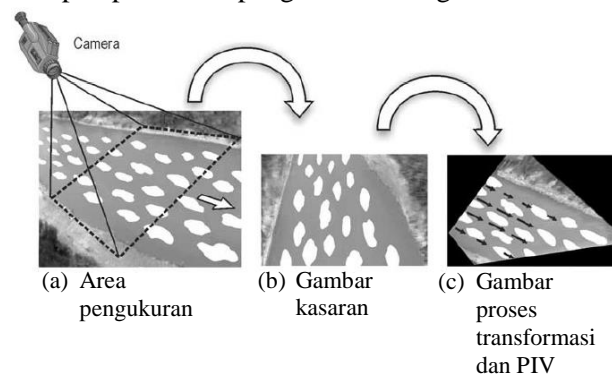 Camera
(a) Area
pengukuran
(b) Gambar
kasaran
(c) Gambar
proses
transformasi
dan PIV